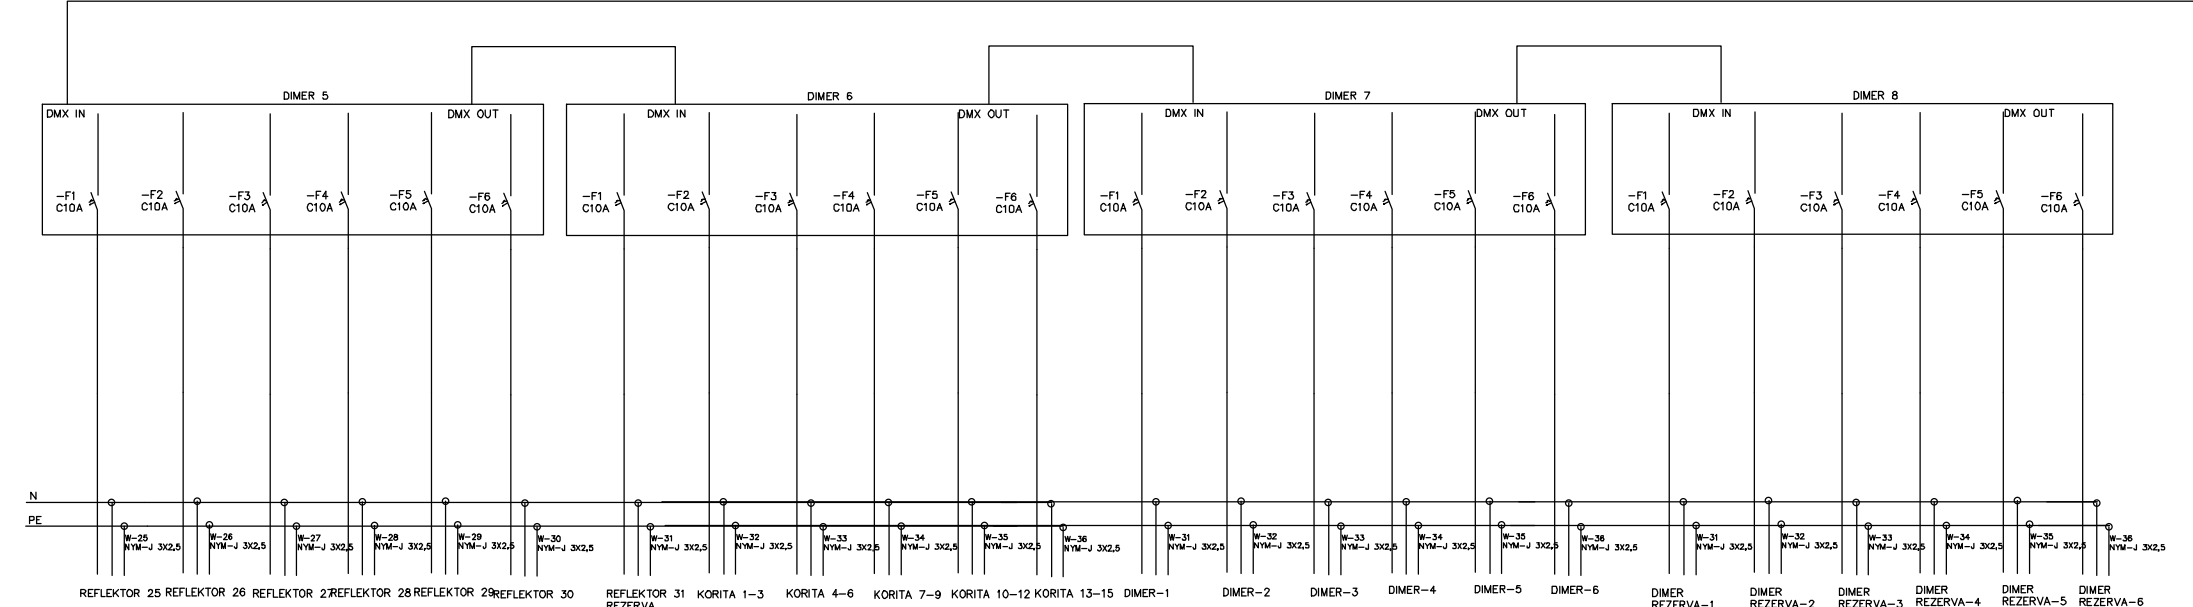 DIMER 5
DIMER 6
DIMER 7
DIMER 8
DMX IN
DMX OUT
DMX IN
DMX OUT
DMX IN
DMX OUT
DMX IN
DMX OUT
-F1
C10A
-F2
C10A
-F3
C10A
-F4
C10A
-F5
C10A
-F6
C10A
-F1
C10A
-F2
C10A
-F3
C10A
-F4
C10A
-F5
C10A
-F6
C10A
-F1
C10A
-F2
C10A
-F3
C10A
-F4
C10A
-F5
C10A
-F6
C10A
-F1
C10A
-F2
C10A
-F3
C10A
-F4
C10A
-F5
C10A
-F6
C10A
N
PE
W-25
NYM-J 3X2,5
W-26
NYM-J 3X2,5
W-27
NYM-J 3X2,5
W-28
NYM-J 3X2,5
W-29
NYM-J 3X2,5
W-30
NYM-J 3X2,5
W-31
NYM-J 3X2,5
W-32
NYM-J 3X2,5
W-33
NYM-J 3X2,5
W-34
NYM-J 3X2,5
W-35
NYM-J 3X2,5
W-36
NYM-J 3X2,5
W-31
NYM-J 3X2,5
W-32
NYM-J 3X2,5
W-33
NYM-J 3X2,5
W-34
NYM-J 3X2,5
W-35
NYM-J 3X2,5
W-36
NYM-J 3X2,5
W-31
NYM-J 3X2,5
W-32
NYM-J 3X2,5
W-33
NYM-J 3X2,5
W-34
NYM-J 3X2,5
W-35
NYM-J 3X2,5
W-36
NYM-J 3X2,5
REFLEKTOR 25
REFLEKTOR 26
REFLEKTOR 27
REFLEKTOR 28
REFLEKTOR 29
REFLEKTOR 30
REFLEKTOR 31
REZERVA
KORITA 1-3
KORITA 4-6
KORITA 7-9
KORITA 10-12
KORITA 13-15
DIMER-1
DIMER-2
DIMER-3
DIMER-4
DIMER-5
DIMER-6
DIMER
REZERVA-1
DIMER
REZERVA-2
DIMER
REZERVA-3
DIMER
REZERVA-4
DIMER
REZERVA-5
DIMER
REZERVA-6